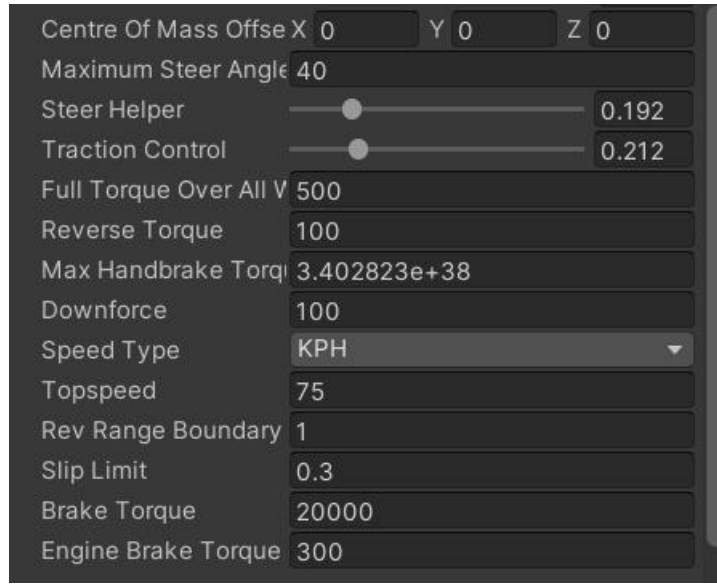 Centre Of Mass Offse X 0 Y 0 Z 0
Maximum Steer Angle 40
Steer Helper 0.192
Traction Control 0.212
Full Torque Over All W 500
Reverse Torque 100
Max Handbrake Torqu 3.402823e+38
Downforce 100
Speed Type KPH
Topspeed 75
Rev Range Boundary 1
Slip Limit 0.3
Brake Torque 20000
Engine Brake Torque 300